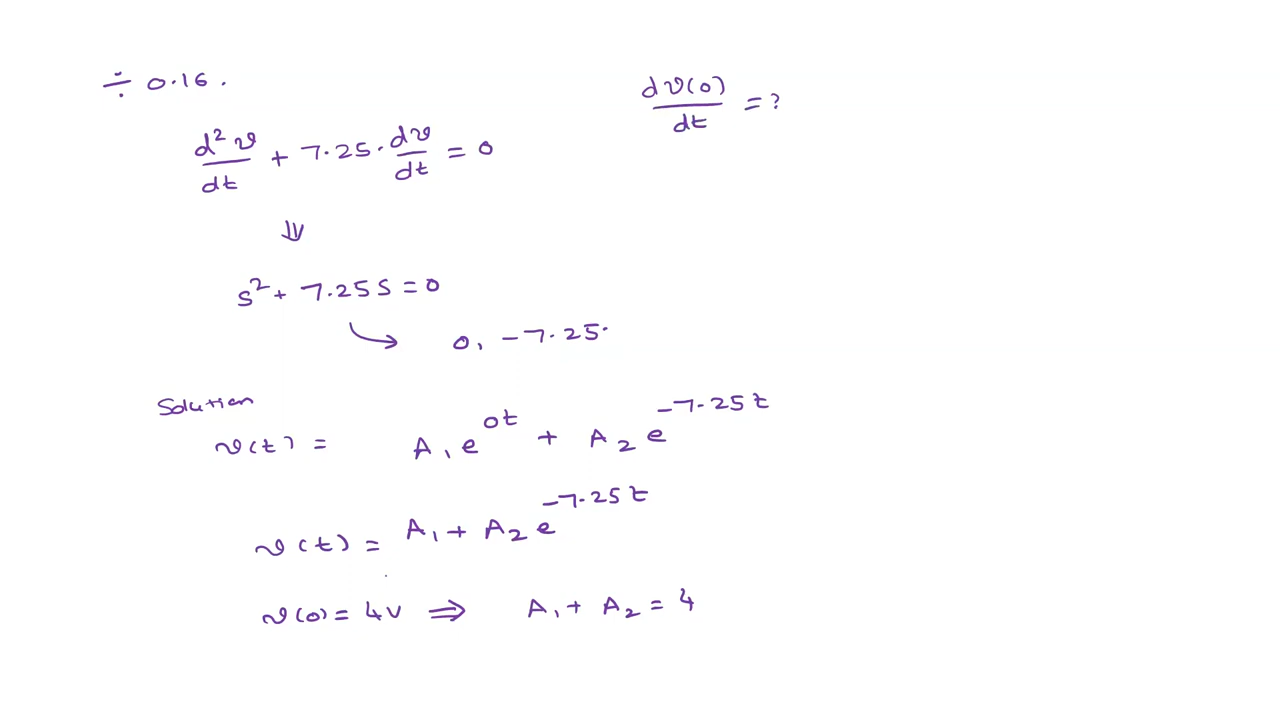 ÷ 0.16.
d²v/dt + 7.25. dv/dt = 0
⇓
s² + 7.25s = 0
↳ 0, -7.25.
Solution
v(t) = A₁e^0t + A₂e^-7.25t
v(t) = A₁ + A₂e^-7.25t
v(0) = 4v ⇒ A₁ + A₂ = 4
dv(0)/dt = ?